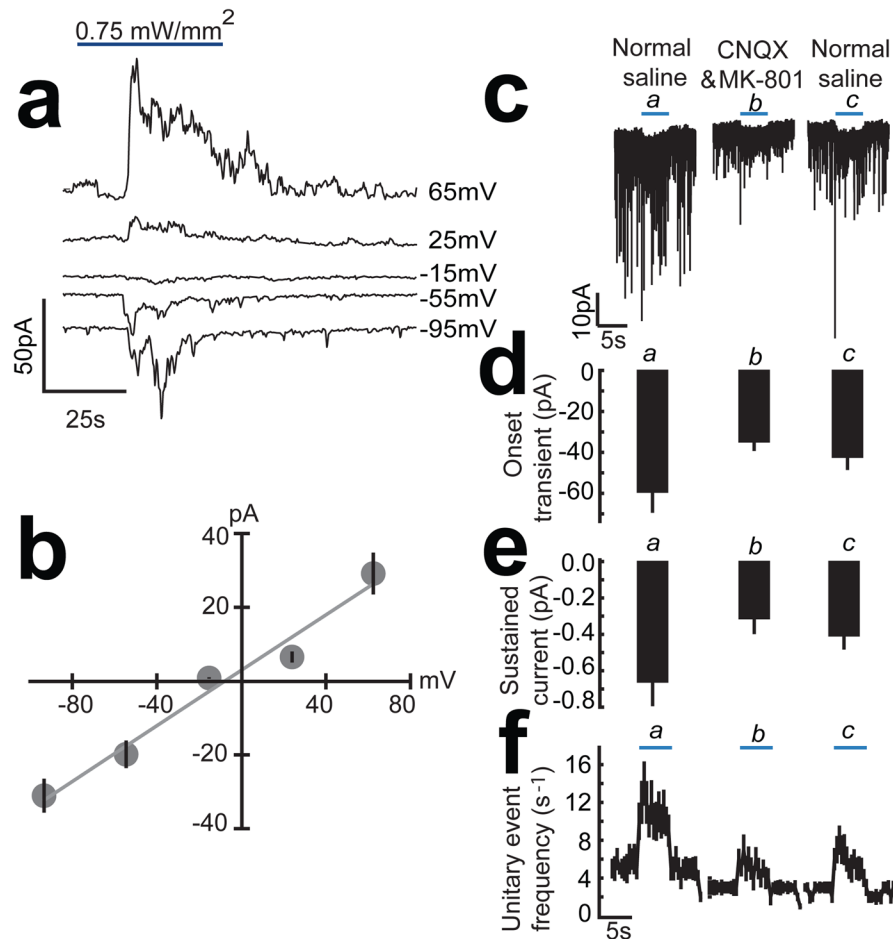 0.75 mW/mm2
a
65mV
25mV
-15mV
-55mV
-95mV
50pA
25s
b
pA
40
20
-20
-40
-80
-40
40
80
mV
c
Normal saline
CNQX &MK-801
Normal saline
a
b
c
10pA
5s
d
Onset transient (pA)
0
-20
-40
-60
a
b
c
e
Sustained current (pA)
0.0
-0.2
-0.4
-0.6
-0.8
a
b
c
f
Unitary event frequency (s-1)
16
12
8
4
0
a
b
c
5s